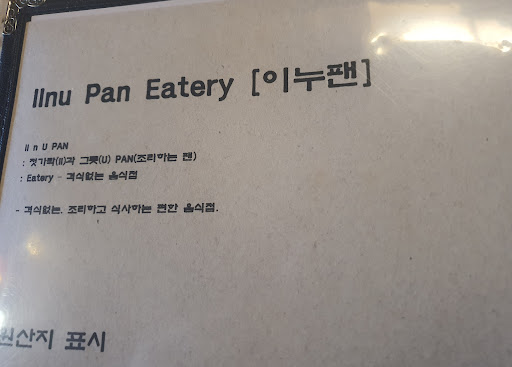 IInu Pan Eatery [이누팬]
II n U PAN
: 젓가락(II)과 그릇(U) PAN(조리하는 팬)
: Eatery - 격식없는 음식점
- 격식없는, 조리하고 식사하는 편한 음식점.
원산지 표시